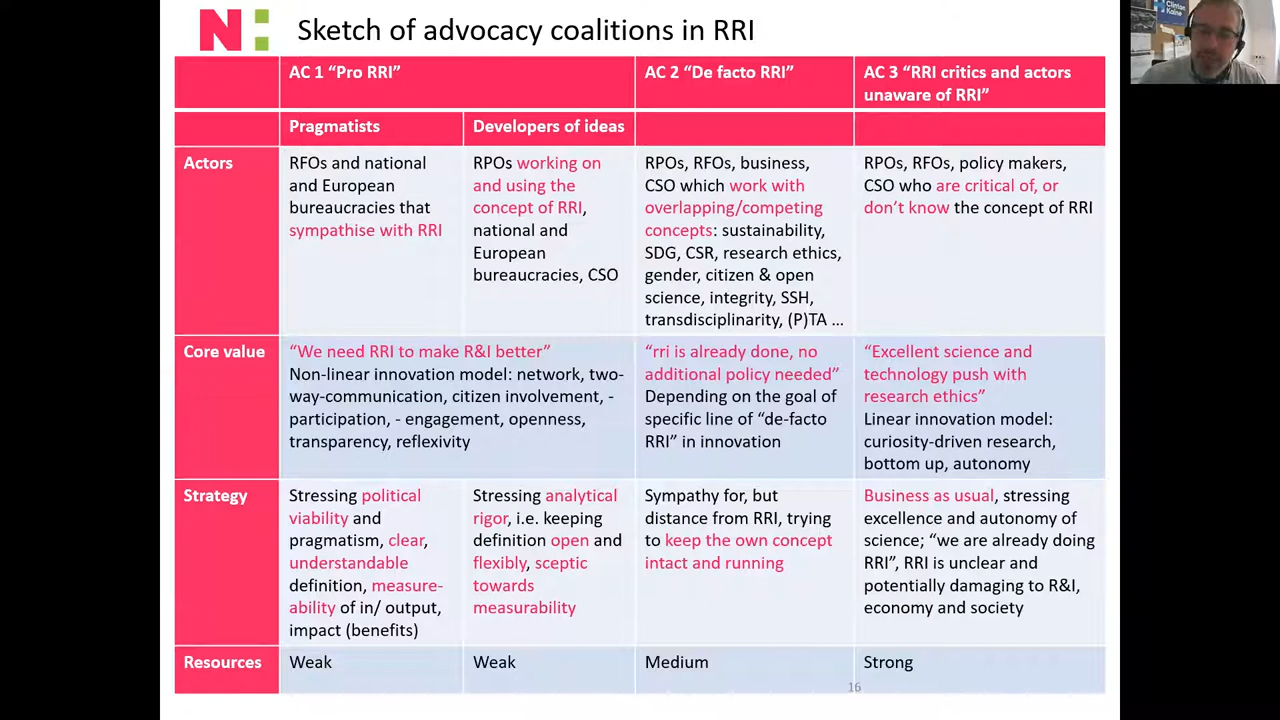 N:
Sketch of advocacy coalitions in RRI
Clinton
Kaine
AC 1 “Pro RRI”
AC 2 “De facto RRI”
AC 3 “RRI critics and actors
unaware of RRI”
Pragmatists
Developers of ideas
Actors
RFOs and national
and European
bureaucracies that
sympathise with RRI
RPOs working on
and using the
concept of RRI,
national and
European
bureaucracies, CSO
RPOs, RFOs, business,
CSO which work with
overlapping/competing
concepts: sustainability,
SDG, CSR, research ethics,
gender, citizen & open
science, integrity, SSH,
transdisciplinarity, (P)TA ...
RPOs, RFOs, policy makers,
CSO who are critical of, or
don’t know the concept of RRI
Core value
“We need RRI to make R&I better”
Non-linear innovation model: network, two-
way-communication, citizen involvement, -
participation, - engagement, openness,
transparency, reflexivity
“rri is already done, no
additional policy needed”
Depending on the goal of
specific line of “de-facto
RRI” in innovation
“Excellent science and
technology push with
research ethics”
Linear innovation model:
curiosity-driven research,
bottom up, autonomy
Strategy
Stressing political
viability and
pragmatism, clear,
understandable
definition, measure-
ability of in/ output,
impact (benefits)
Stressing analytical
rigor, i.e. keeping
definition open and
flexibly, sceptic
towards
measurability
Sympathy for, but
distance from RRI, trying
to keep the own concept
intact and running
Business as usual, stressing
excellence and autonomy of
science; “we are already doing
RRI”, RRI is unclear and
potentially damaging to R&I,
economy and society
Resources
Weak
Weak
Medium
Strong
16